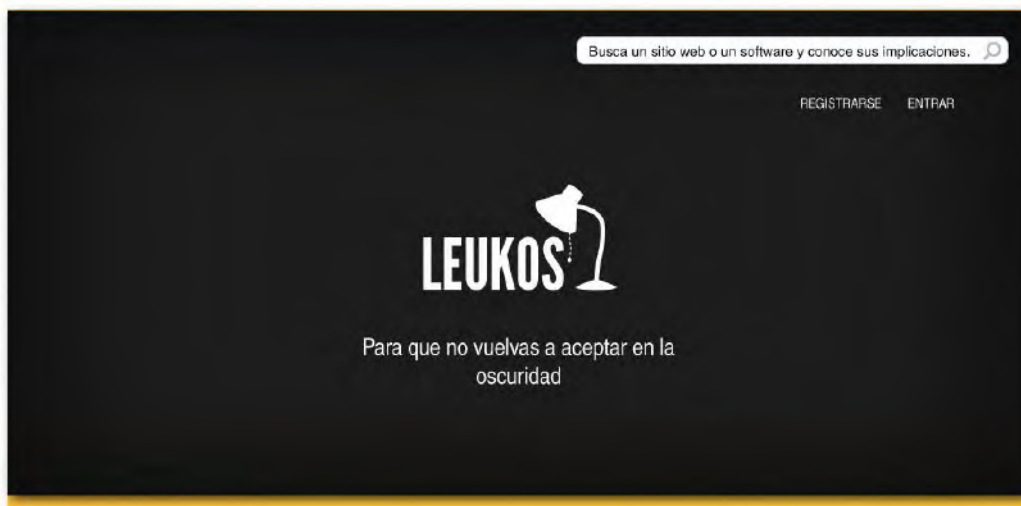 Busca un sitio web o un software y conoce sus implicaciones.
REGISTRARSE ENTRAR
LEUKOS
Para que no vuelvas a aceptar en la
oscuridad